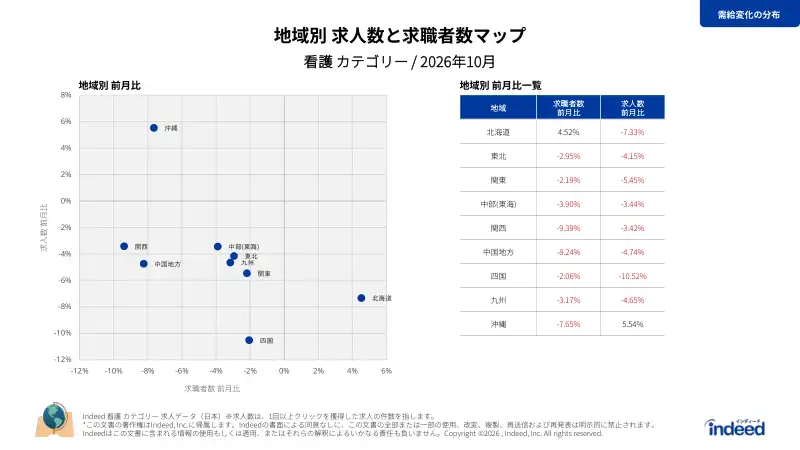 需給変化の分布
地域別 求人数と求職者数マップ
看護 カテゴリー / 2026年10月
地域別 前月比
8%
6%
4%
2%
0%
-2%
-4%
-6%
-8%
-10%
-12%
求人数 前月比
沖縄
関西
中国地方
中部(東海)
東北
九州
関東
北海道
四国
-12%
-10%
-8%
-6%
-4%
-2%
0%
2%
4%
6%
求職者数 前月比
地域別 前月比一覧
地域 求職者数 前月比 求人数 前月比
北海道 4.52% -7.33%
東北 -2.95% -4.15%
関東 -2.19% -5.45%
中部(東海) -3.90% -3.44%
関西 -9.39% -3.42%
中国地方 -8.24% -4.74%
四国 -2.06% -10.52%
九州 -3.17% -4.65%
沖縄 -7.65% 5.54%
Indeed 看護 カテゴリー 求人データ（日本）※求人数は、1回以上クリックを獲得した求人の件数を指します。
*この文書の著作権はIndeed, Inc.に帰属します。Indeedの書面による同意なしに、この文書の全部または一部の使用、改変、複製、再送信および再発表は明示的に禁止されます。
Indeedはこの文書に含まれる情報の使用もしくは適用、またはそれらの解釈によるいかなる責任も負いません。Copyright ©2026 , Indeed, Inc. All rights reserved.
インディード
indeed